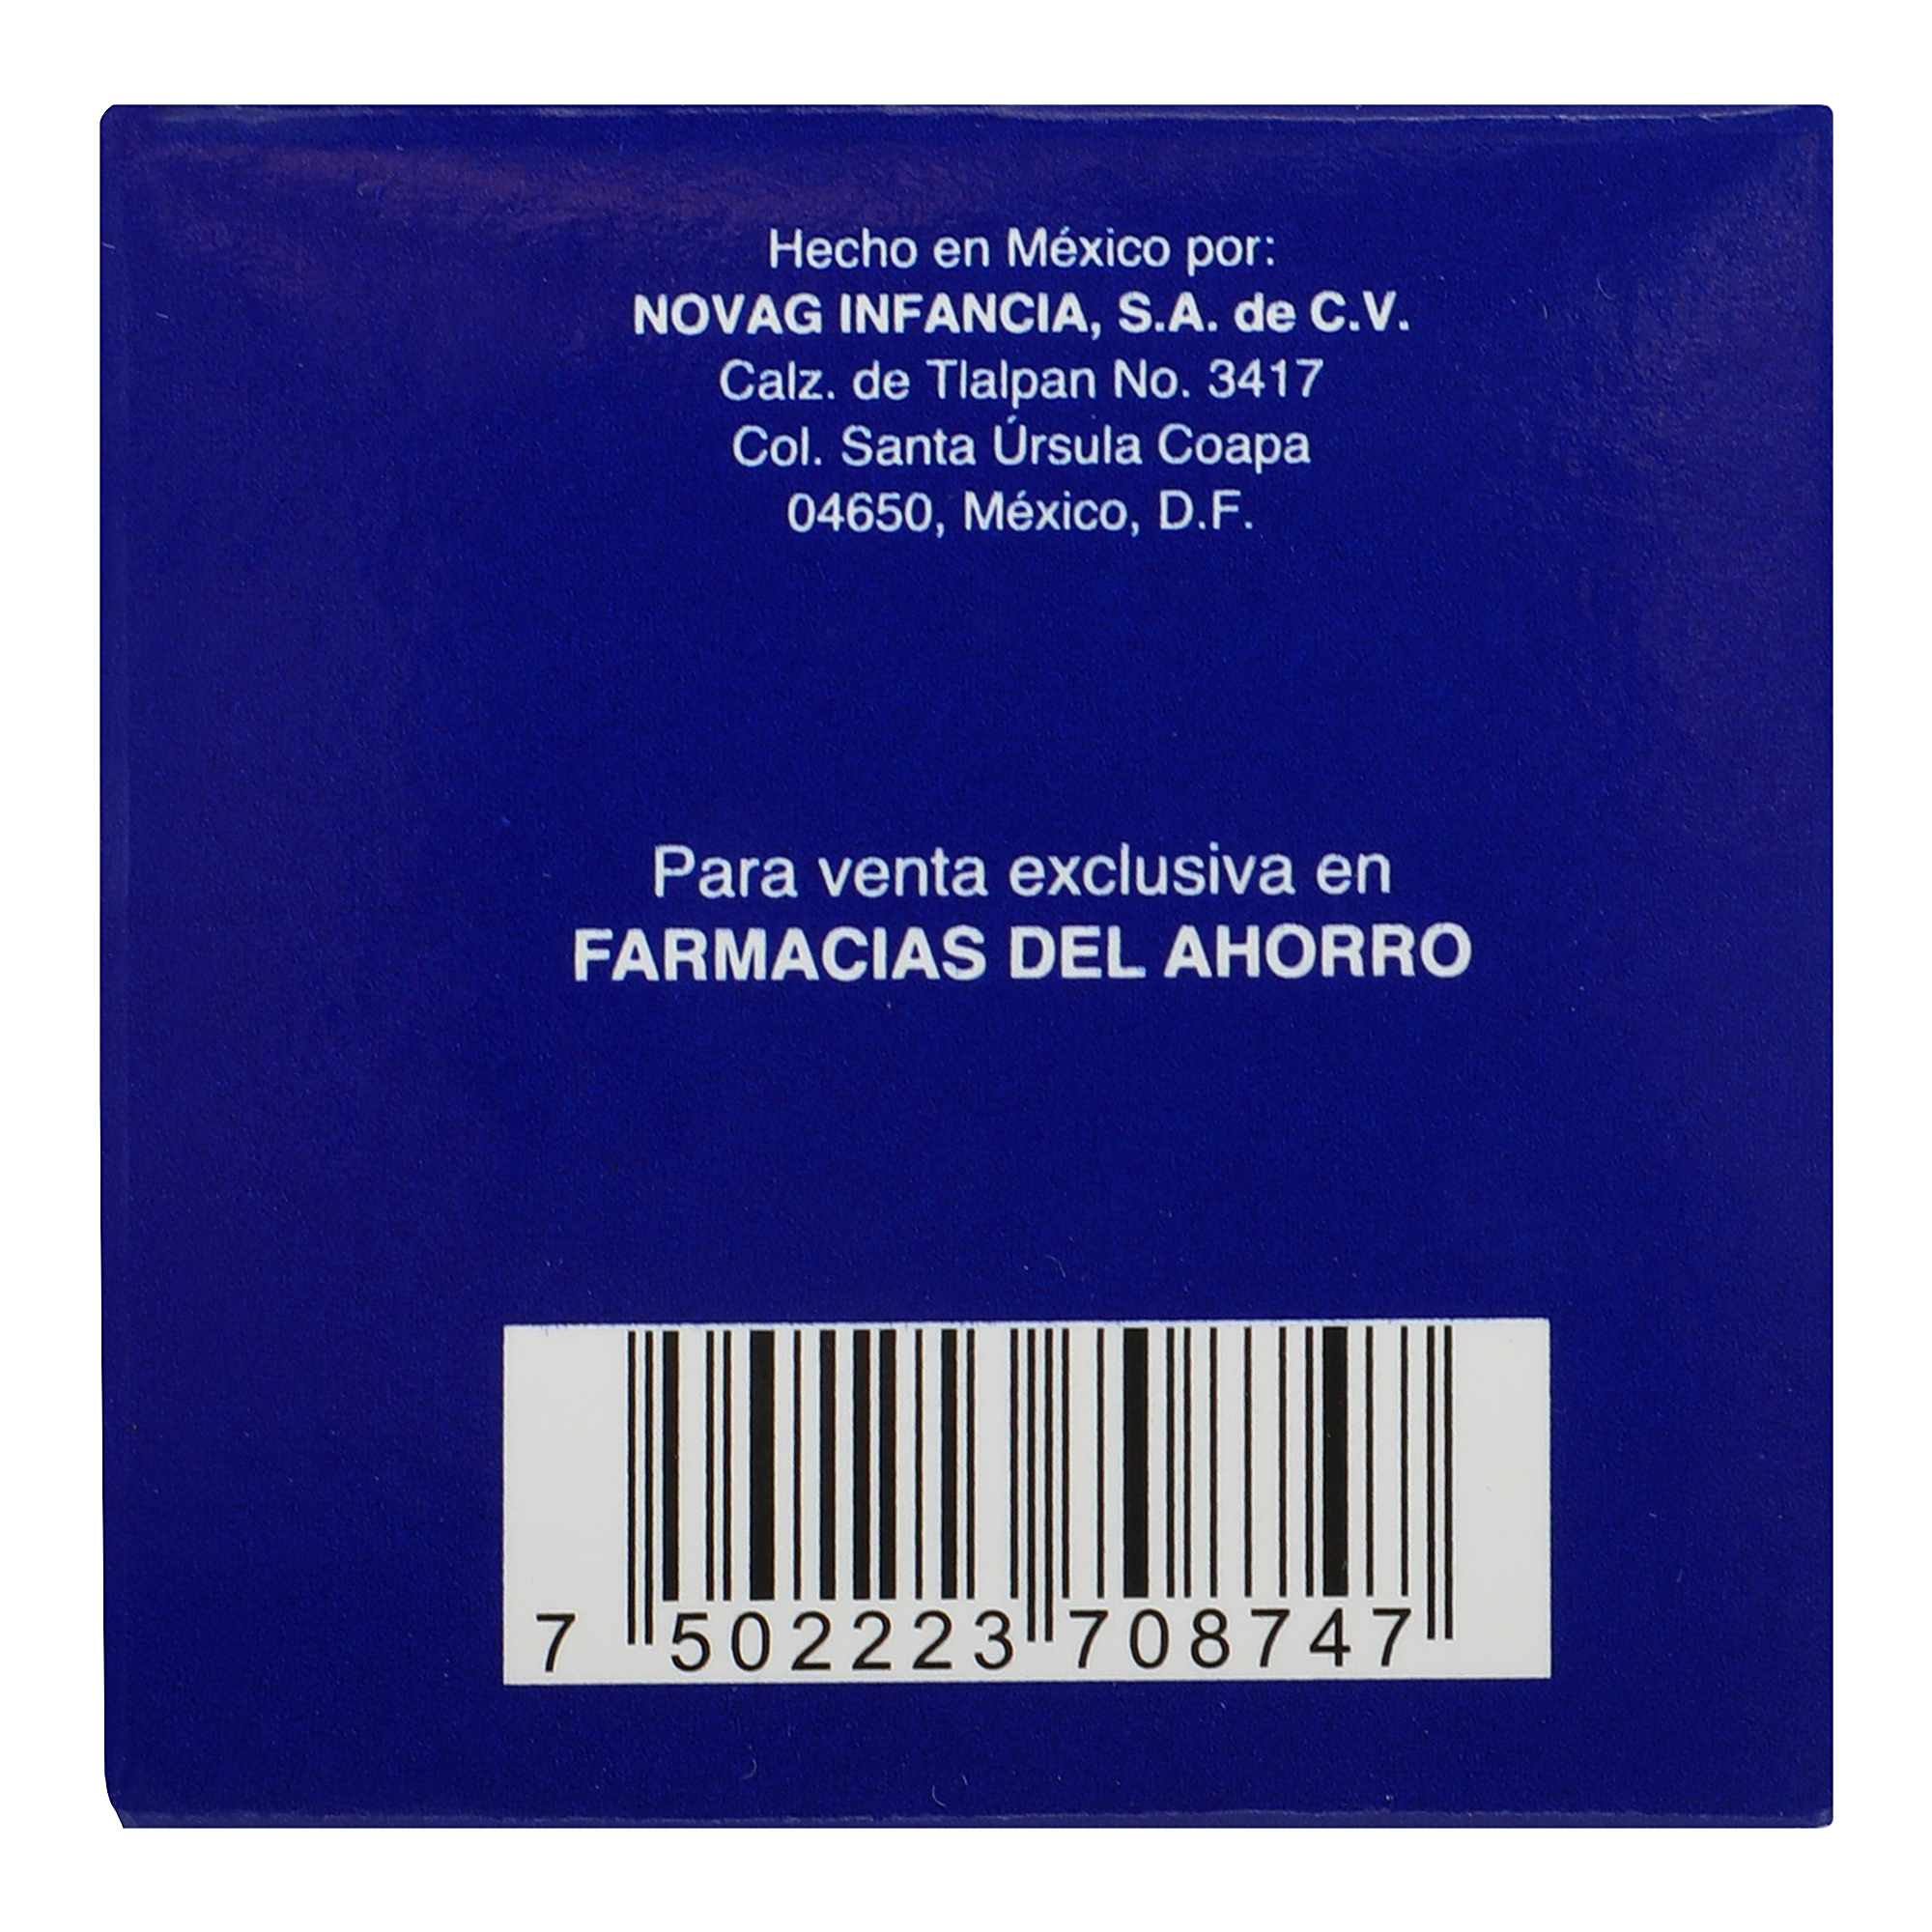 Hecho en México por:
NOVAG INFANCIA, S.A. de C.V.
Calz. de Tlalpan No. 3417
Col. Santa Úrsula Coapa
04650, México, D.F.
Para venta exclusiva en
FARMACIAS DEL AHORRO
7 502223 708747